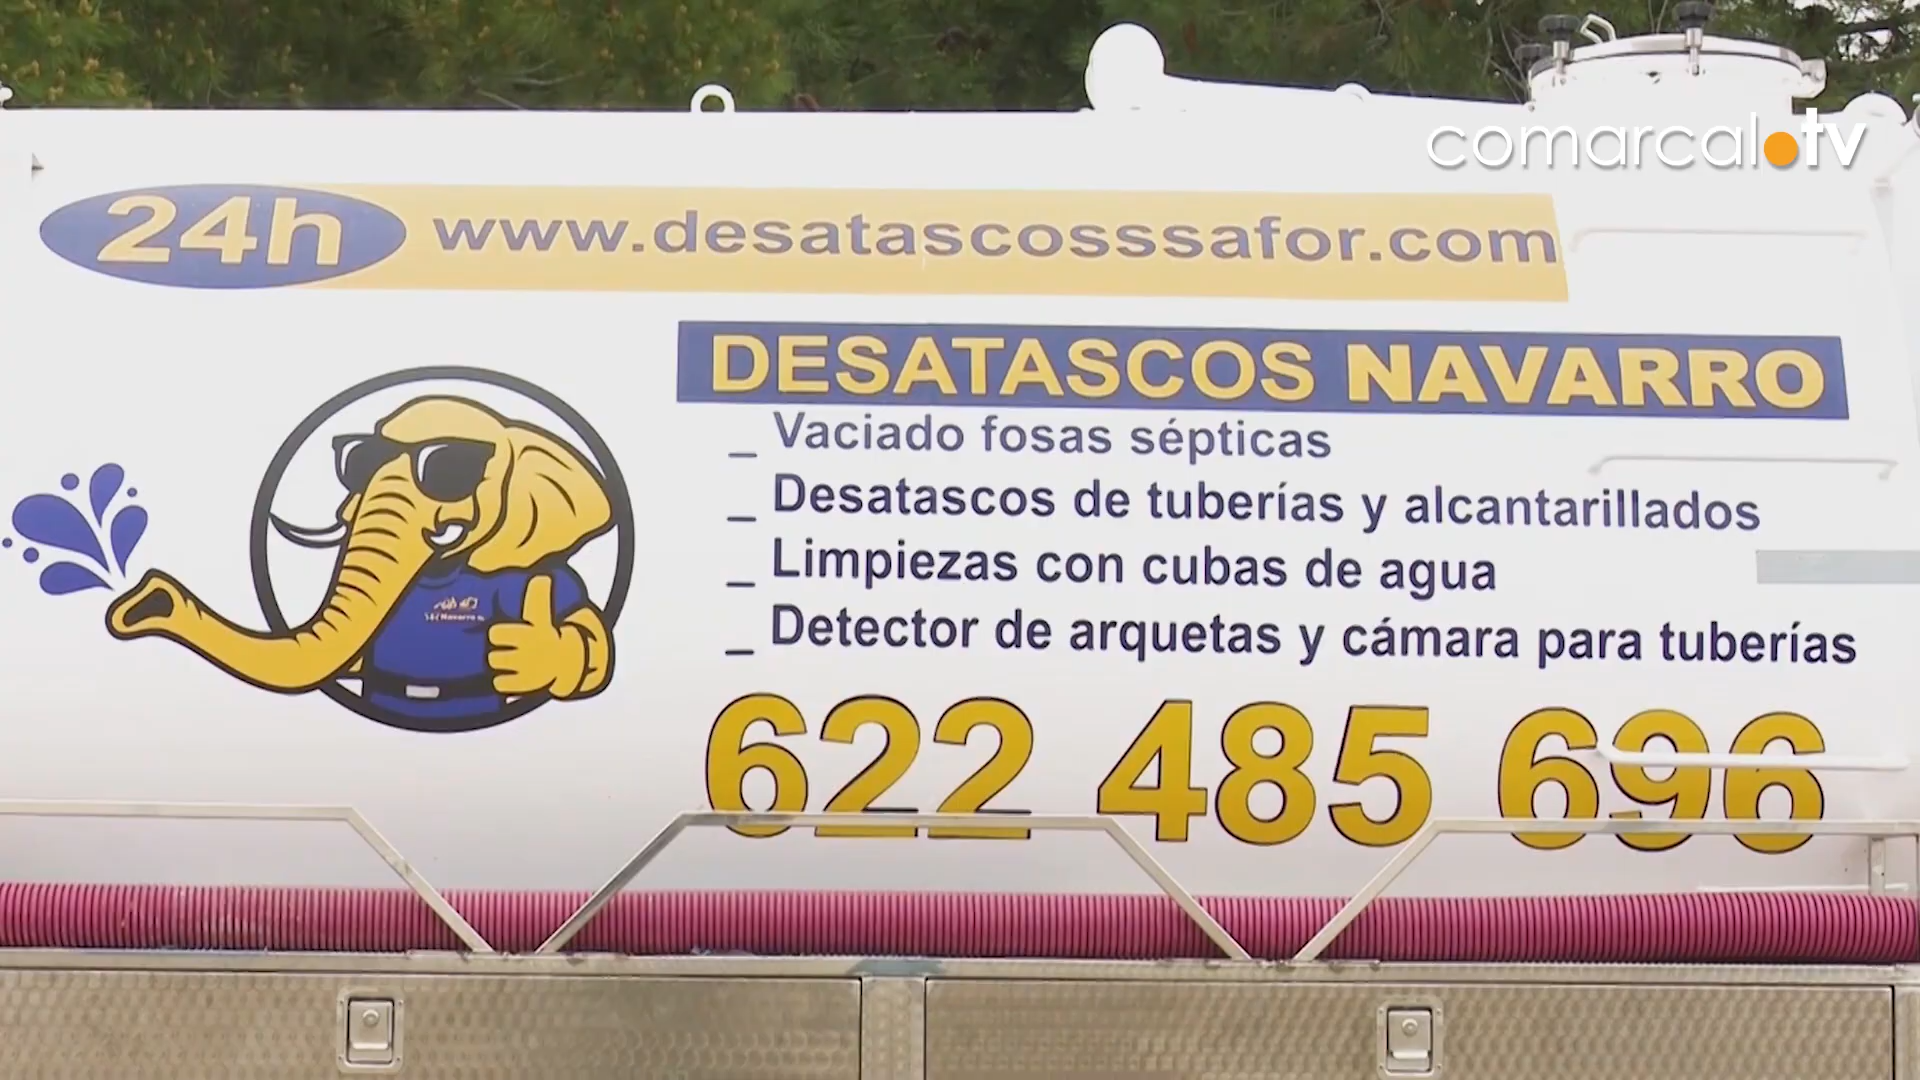 comarcal.tv
24h www.desatascosssafor.com
DESATASCOS NAVARRO
_ Vaciado fosas sépticas
_ Desatascos de tuberías y alcantarillados
_ Limpiezas con cubas de agua
_ Detector de arquetas y cámara para tuberías
Navarro
622 485 696